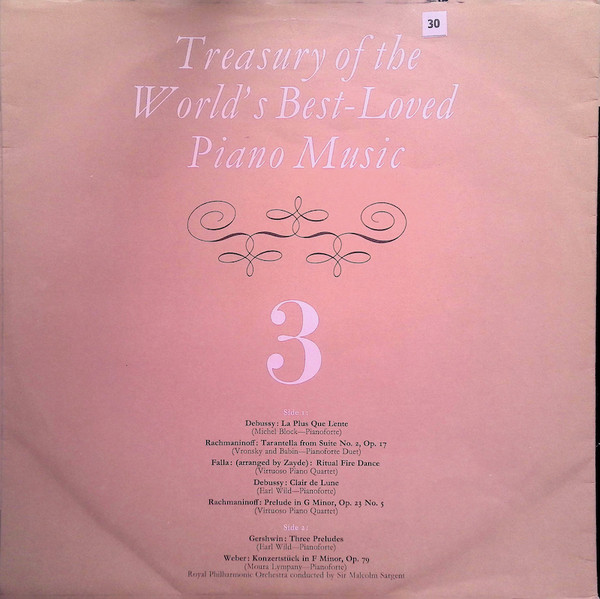 30
Treasury of the
World's Best-Loved
Piano Music
3
Side 1:
Debussy: La Plus Que Lente
(Michel Block—Pianoforte)
Rachmaninoff: Tarantella from Suite No. 2, Op. 17
(Vronsky and Babin—Pianoforte Duet)
Falla: (arranged by Zayde): Ritual Fire Dance
(Virtuoso Piano Quartet)
Debussy: Clair de Lune
(Earl Wild—Pianoforte)
Rachmaninoff: Prelude in G Minor, Op. 23 No. 5
(Virtuoso Piano Quartet)
Side 2:
Gershwin: Three Preludes
(Earl Wild—Pianoforte)
Weber: Konzertstück in F Minor, Op. 79
(Moura Lympany—Pianoforte)
Royal Philharmonic Orchestra conducted by Sir Malcolm Sargent